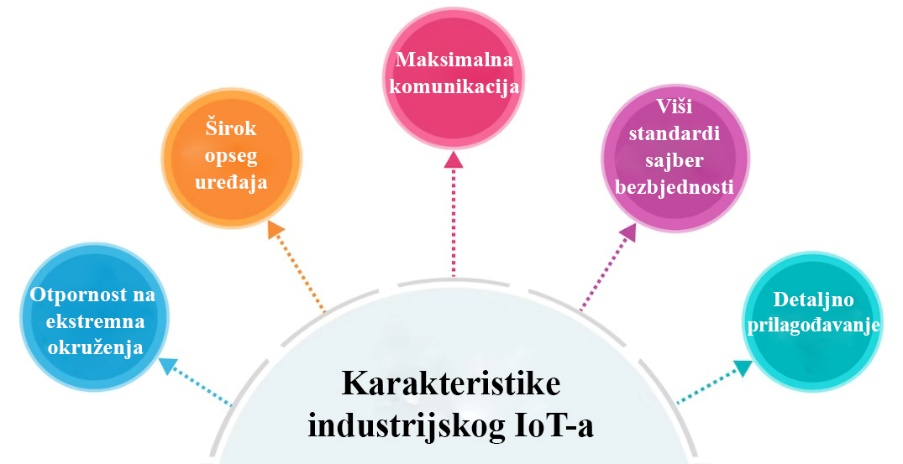 Maksimalna
komunikacija
Širok
opseg
uređaja
Viši
standardi
sajber
bezbjednosti
Otpornost na
ekstremna
okruženja
Detaljno
prilagođavanje
Karakteristike
industrijskog IoT-a